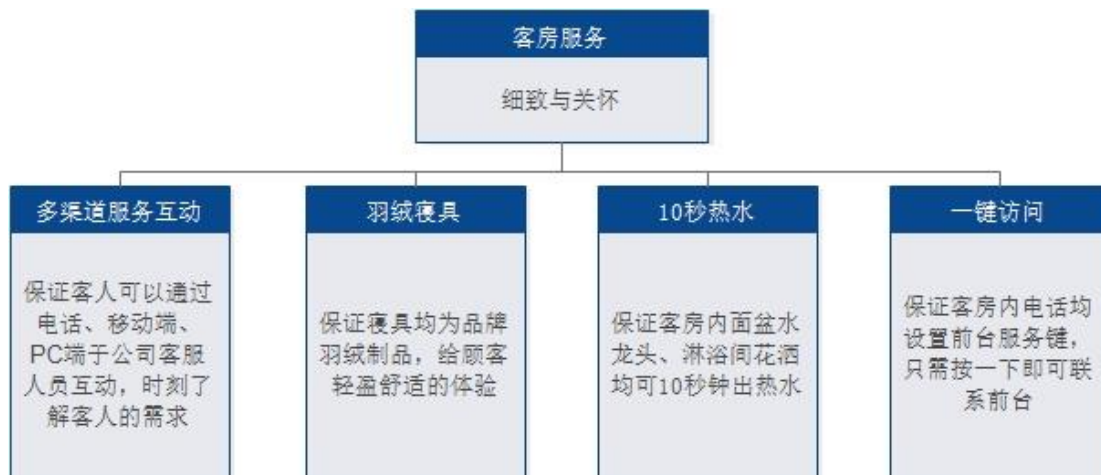 客房服务
细致与关怀
多渠道服务互动
保证客人可以通过
电话、移动端、
PC端于公司客服
人员互动，时刻了
解客人的需求
羽绒寝具
保证寝具均为品牌
羽绒制品，给顾客
轻盈舒适的体验
10秒热水
保证客房内面盆水
龙头、淋浴间花洒
均可10秒钟出热水
一键访问
保证客房内电话均
设置前台服务键，
只需按一下即可联
系前台